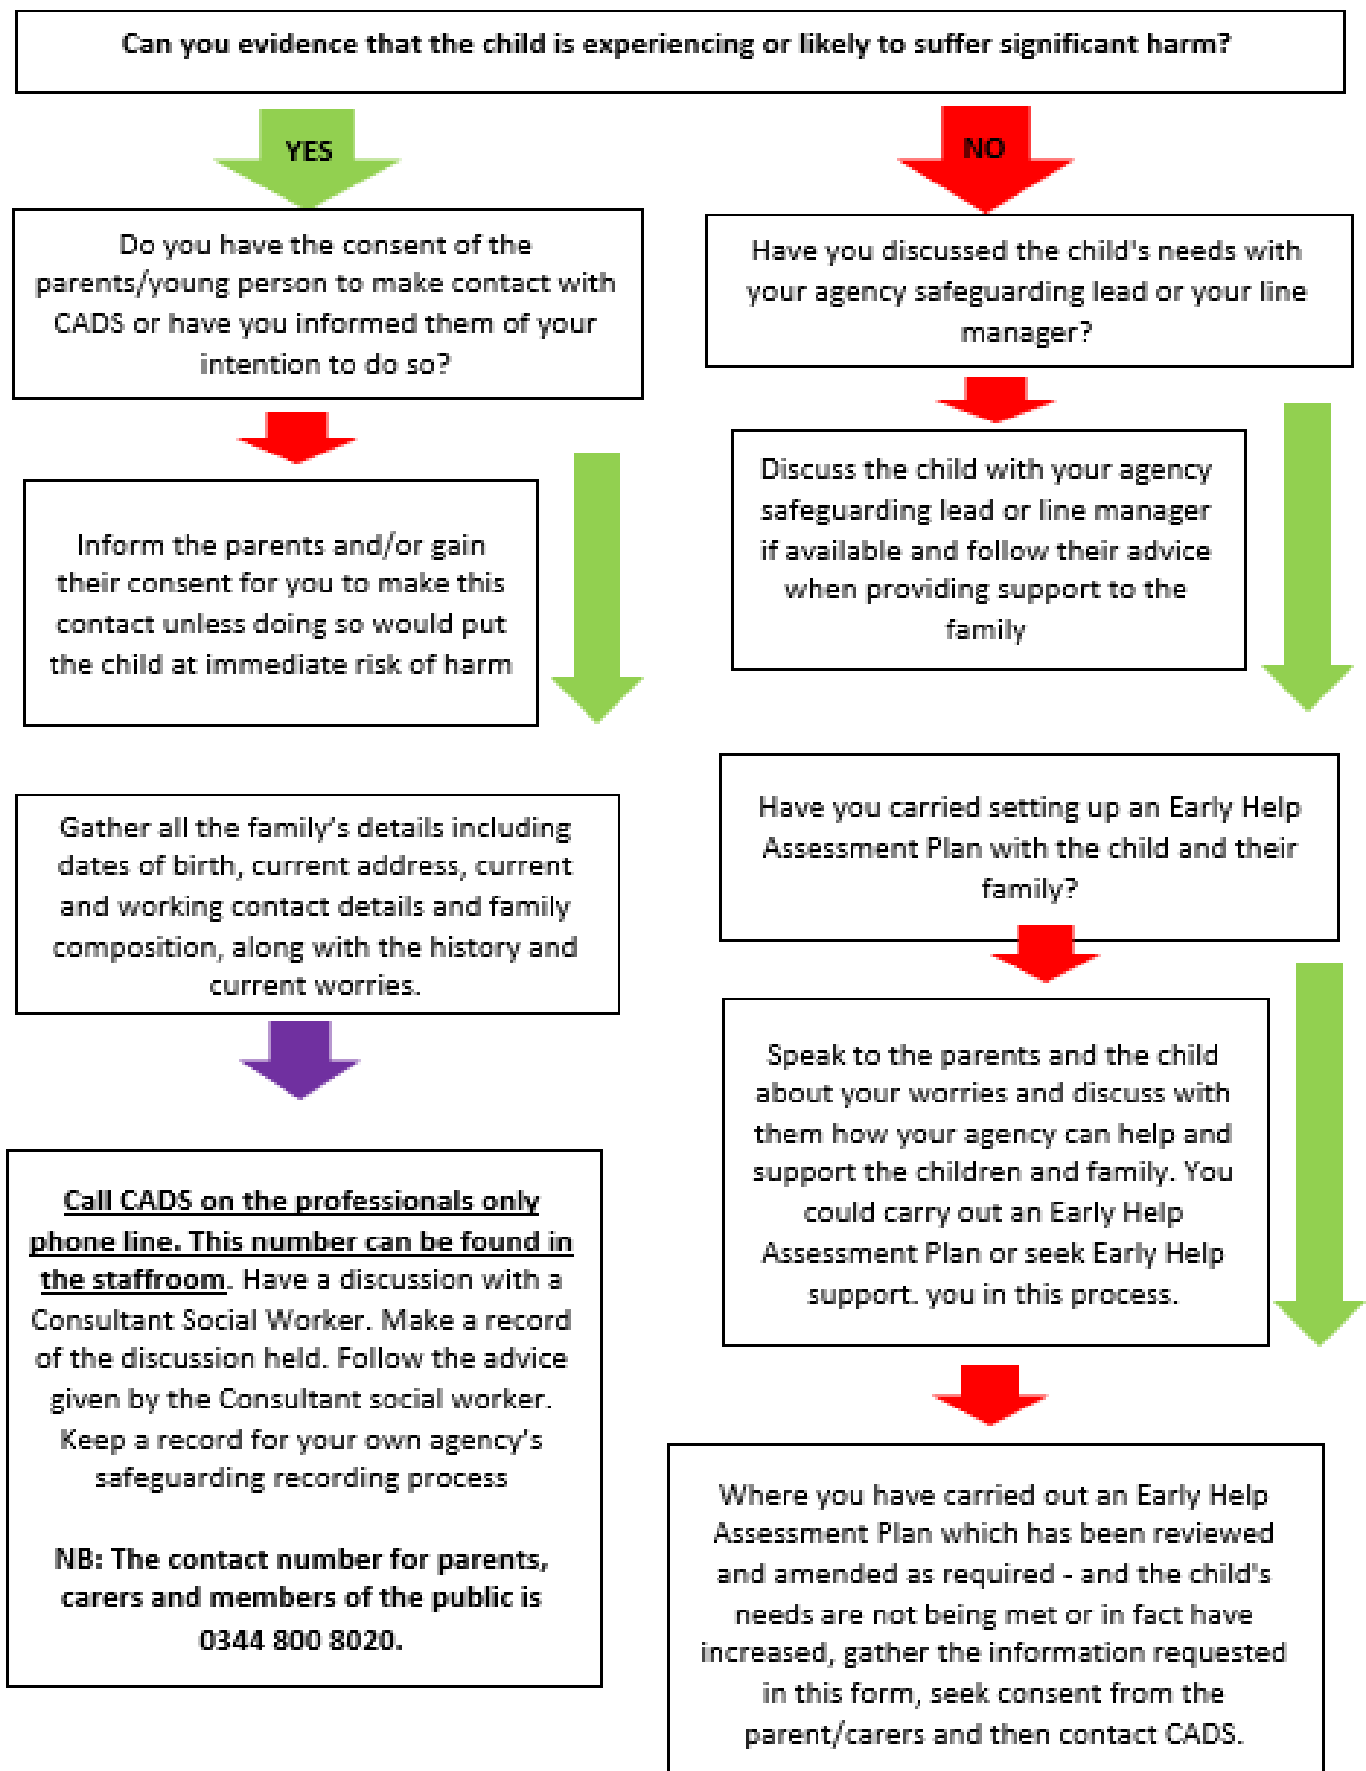 Can you evidence that the child is experiencing or likely to suffer significant harm?
YES
Do you have the consent of the
parents/young person to make contact with
CADS or have you informed them of your
intention to do so?
Inform the parents and/or gain
their consent for you to make this
contact unless doing so would put
the child at immediate risk of harm
Gather all the family's details including
dates of birth, current address, current
and working contact details and family
composition, along with the history and
current worries.
Call CADS on the professionals only
phone line. This number can be found in
the staffroom. Have a discussion with a
Consultant Social Worker. Make a record
of the discussion held. Follow the advice
given by the Consultant social worker.
Keep a record for your own agency's
safeguarding recording process
NB: The contact number for parents,
carers and members of the public is
0344 800 8020.
NO
Have you discussed the child's needs with
your agency safeguarding lead or your line
manager?
Discuss the child with your agency
safeguarding lead or line manager
if available and follow their advice
when providing support to the
family
Have you carried setting up an Early Help
Assessment Plan with the child and their
family?
Speak to the parents and the child
about your worries and discuss with
them how your agency can help and
support the children and family. You
could carry out an Early Help
Assessment Plan or seek Early Help
support. you in this process.
Where you have carried out an Early Help
Assessment Plan which has been reviewed
and amended as required - and the child's
needs are not being met or in fact have
increased, gather the information requested
in this form, seek consent from the
parent/carers and then contact CADS.